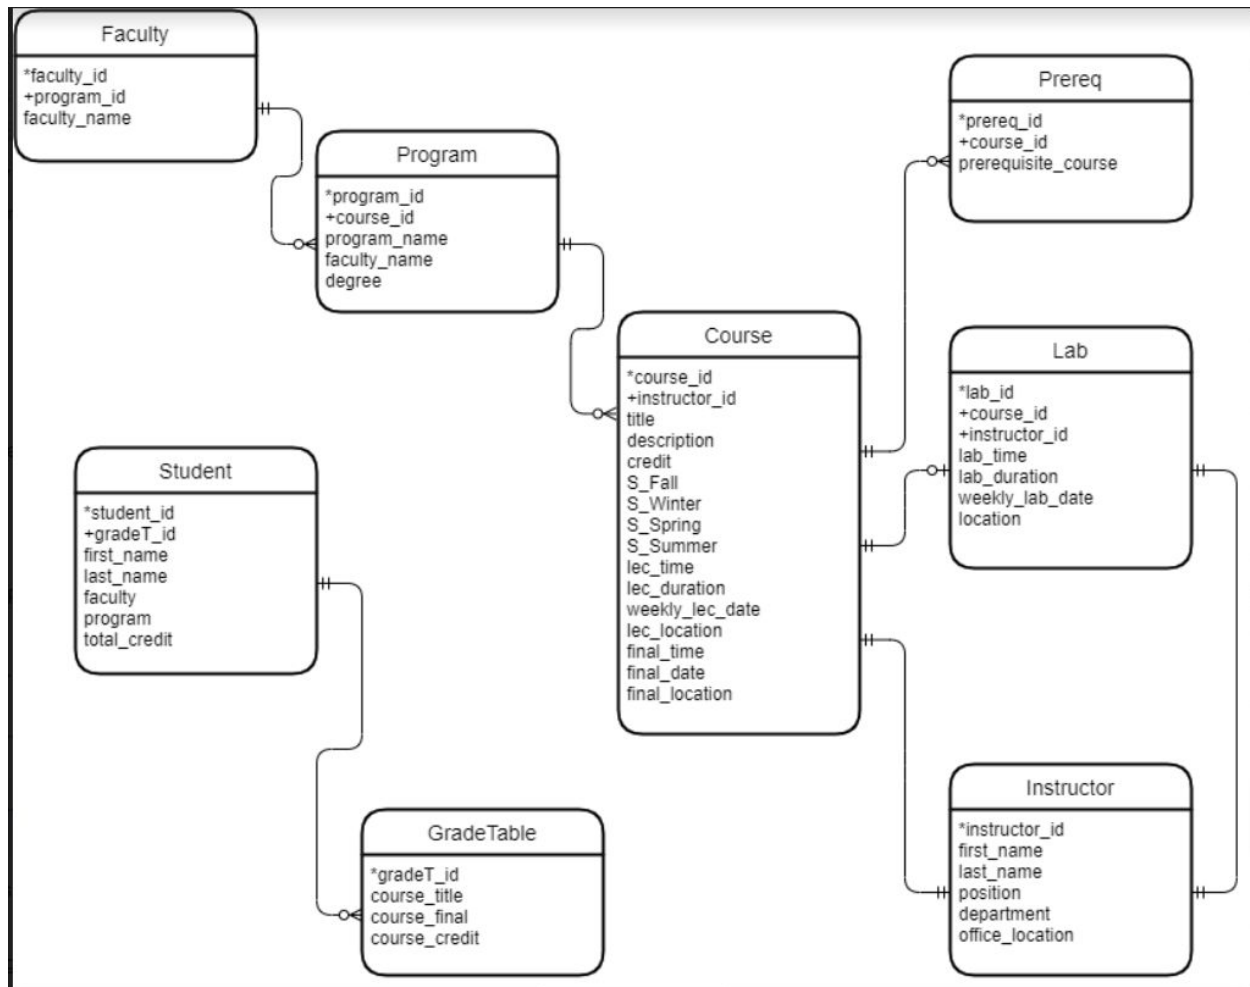 Faculty
*faculty_id
+program_id
faculty_name
Program
*program_id
+course_id
program_name
faculty_name
degree
Course
*course_id
+instructor_id
title
description
credit
S_Fall
S_Winter
S_Spring
S_Summer
lec_time
lec_duration
weekly_lec_date
lec_location
final_time
final_date
final_location
Prereq
*prereq_id
+course_id
prerequisite_course
Lab
*lab_id
+course_id
+instructor_id
lab_time
lab_duration
weekly_lab_date
location
Student
*student_id
+gradeT_id
first_name
last_name
faculty
program
total_credit
GradeTable
*gradeT_id
course_title
course_final
course_credit
Instructor
*instructor_id
first_name
last_name
position
department
office_location